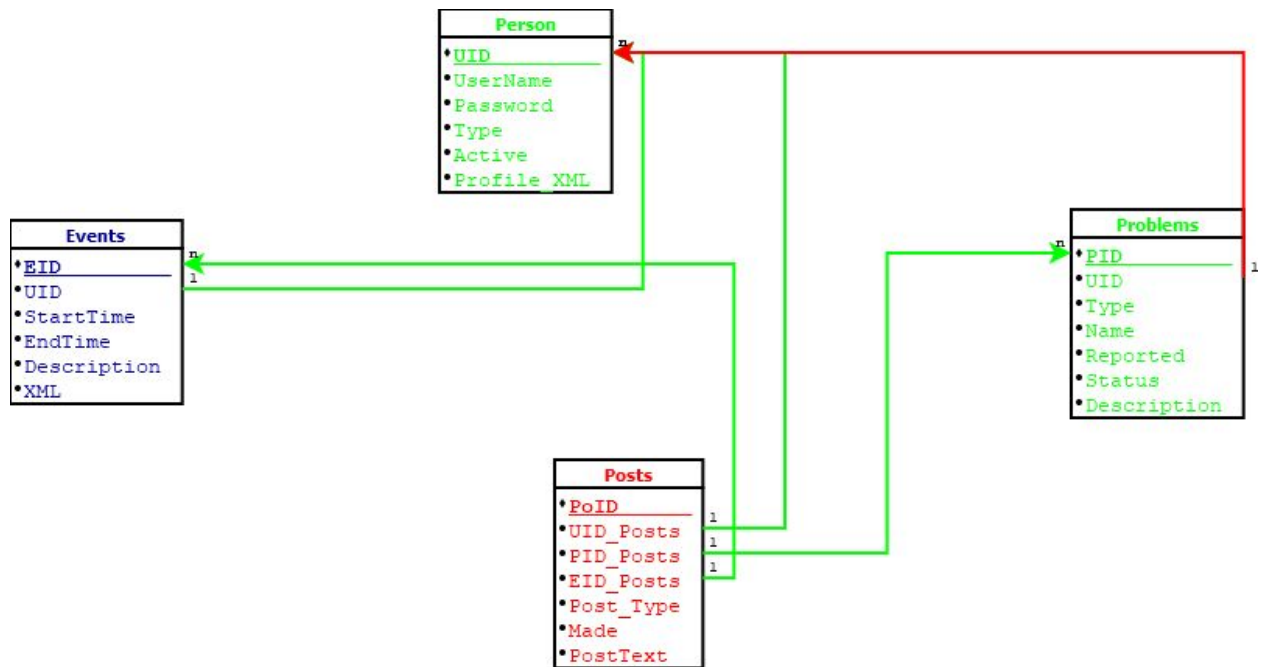 Person
n
UID
UserName
Password
Type
Active
Profile_XML
Events
n
EID
1
UID
StartTime
EndTime
Description
XML
Problems
n
PID
1
UID
Type
Name
Reported
Status
Description
Posts
PoID
1
UID_Posts
1
PID_Posts
1
EID_Posts
Post_Type
Made
PostText